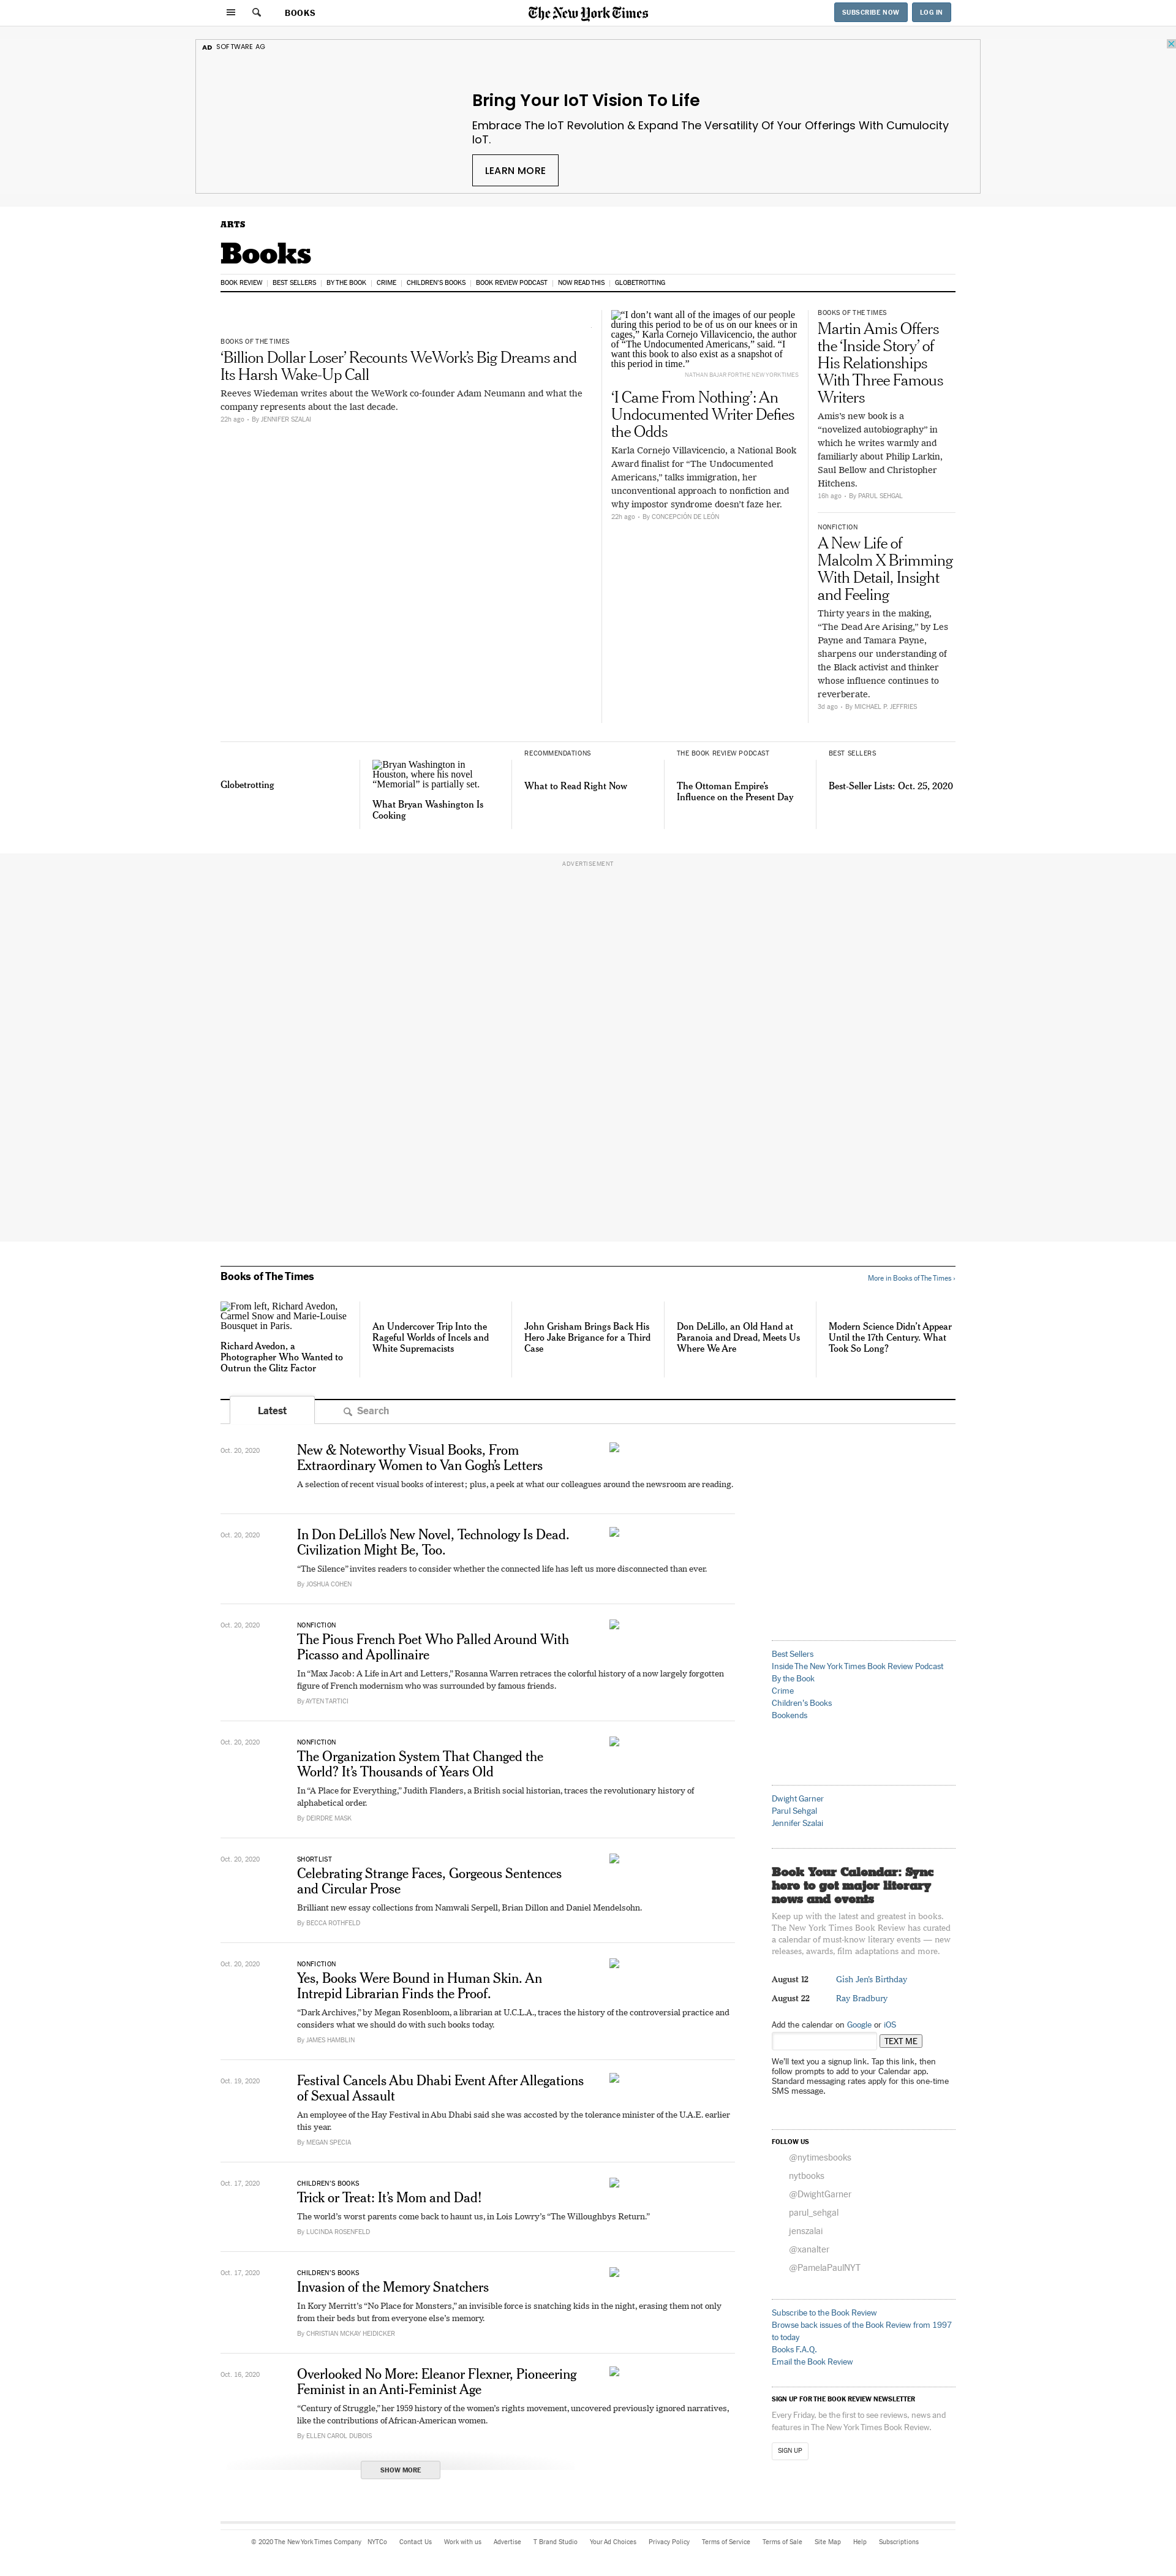 BOOKS
The New York Times
SUBSCRIBE NOW
LOG IN
AD SOFTWARE AG
Bring Your IoT Vision To Life
Embrace The IoT Revolution & Expand The Versatility Of Your Offerings With Cumulocity
IoT.
LEARN MORE
ARTS
Books
BOOK REVIEW
BEST SELLERS
BY THE BOOK
CRIME
CHILDREN'S BOOKS
BOOK REVIEW PODCAST
NOW READ THIS
GLOBETROTTING
BOOKS OF THE TIMES
‘Billion Dollar Loser’ Recounts WeWork’s Big Dreams and
Its Harsh Wake-Up Call
Reeves Wiedeman writes about the WeWork co-founder Adam Neumann and what the
company represents about the last decade.
22h ago • By JENNIFER SZALAI
“I don’t want all of the images of our people
during this period to be of us on our knees or in
cages,” Karla Cornejo Villavicencio, the author
of “The Undocumented Americans,” said. “I
want this book to also exist as a snapshot of
this period in time.”
NATHAN BAJAR FOR THE NEW YORK TIMES
‘I Came From Nothing’: An
Undocumented Writer Defies
the Odds
Karla Cornejo Villavicencio, a National Book
Award finalist for “The Undocumented
Americans,” talks immigration, her
unconventional approach to nonfiction and
why impostor syndrome doesn’t faze her.
22h ago • By CONCEPCIÓN DE LEÓN
BOOKS OF THE TIMES
Martin Amis Offers
the ‘Inside Story’ of
His Relationships
With Three Famous
Writers
Amis’s new book is a
“novelized autobiography” in
which he writes warmly and
familiarly about Philip Larkin,
Saul Bellow and Christopher
Hitchens.
16h ago • By PARUL SEHGAL
NONFICTION
A New Life of
Malcolm X Brimming
With Detail, Insight
and Feeling
Thirty years in the making,
“The Dead Are Arising,” by Les
Payne and Tamara Payne,
sharpens our understanding of
the Black activist and thinker
whose influence continues to
reverberate.
3d ago • By MICHAEL P. JEFFRIES
Globetrotting
Bryan Washington in
Houston, where his novel
“Memorial” is partially set.
What Bryan Washington Is
Cooking
RECOMMENDATIONS
What to Read Right Now
THE BOOK REVIEW PODCAST
The Ottoman Empire’s
Influence on the Present Day
BEST SELLERS
Best-Seller Lists: Oct. 25, 2020
ADVERTISEMENT
Books of The Times
More in Books of The Times ›
From left, Richard Avedon,
Carmel Snow and Marie-Louise
Bousquet in Paris.
Richard Avedon, a
Photographer Who Wanted to
Outrun the Glitz Factor
An Undercover Trip Into the
Rageful Worlds of Incels and
White Supremacists
John Grisham Brings Back His
Hero Jake Brigance for a Third
Case
Don DeLillo, an Old Hand at
Paranoia and Dread, Meets Us
Where We Are
Modern Science Didn’t Appear
Until the 17th Century. What
Took So Long?
Latest
Search
Oct. 20, 2020
New & Noteworthy Visual Books, From
Extraordinary Women to Van Gogh’s Letters
A selection of recent visual books of interest; plus, a peek at what our colleagues around the newsroom are reading.
Oct. 20, 2020
In Don DeLillo’s New Novel, Technology Is Dead.
Civilization Might Be, Too.
“The Silence” invites readers to consider whether the connected life has left us more disconnected than ever.
By JOSHUA COHEN
Oct. 20, 2020
NONFICTION
The Pious French Poet Who Palled Around With
Picasso and Apollinaire
In “Max Jacob: A Life in Art and Letters,” Rosanna Warren retraces the colorful history of a now largely forgotten
figure of French modernism who was surrounded by famous friends.
By AYTEN TARTICI
Oct. 20, 2020
NONFICTION
The Organization System That Changed the
World? It’s Thousands of Years Old
In “A Place for Everything,” Judith Flanders, a British social historian, traces the revolutionary history of
alphabetical order.
By DEIRDRE MASK
Oct. 20, 2020
SHORTLIST
Celebrating Strange Faces, Gorgeous Sentences
and Circular Prose
Brilliant new essay collections from Namwali Serpell, Brian Dillon and Daniel Mendelsohn.
By BECCA ROTHFELD
Oct. 20, 2020
NONFICTION
Yes, Books Were Bound in Human Skin. An
Intrepid Librarian Finds the Proof.
“Dark Archives,” by Megan Rosenbloom, a librarian at U.C.L.A., traces the history of the controversial practice and
considers what we should do with such books today.
By JAMES HAMBLIN
Oct. 19, 2020
Festival Cancels Abu Dhabi Event After Allegations
of Sexual Assault
An employee of the Hay Festival in Abu Dhabi said she was accosted by the tolerance minister of the U.A.E. earlier
this year.
By MEGAN SPECIA
Oct. 17, 2020
CHILDREN’S BOOKS
Trick or Treat: It’s Mom and Dad!
The world’s worst parents come back to haunt us, in Lois Lowry’s “The Willoughbys Return.”
By LUCINDA ROSENFELD
Oct. 17, 2020
CHILDREN’S BOOKS
Invasion of the Memory Snatchers
In Kory Merritt’s “No Place for Monsters,” an invisible force is snatching kids in the night, erasing them not only
from their beds but from everyone else’s memory.
By CHRISTIAN MCKAY HEIDICKER
Oct. 16, 2020
Overlooked No More: Eleanor Flexner, Pioneering
Feminist in an Anti-Feminist Age
“Century of Struggle,” her 1959 history of the women’s rights movement, uncovered previously ignored narratives,
like the contributions of African-American women.
By ELLEN CAROL DUBOIS
SHOW MORE
Best Sellers
Inside The New York Times Book Review Podcast
By the Book
Crime
Children’s Books
Bookends
Dwight Garner
Parul Sehgal
Jennifer Szalai
Book Your Calendar: Sync
here to get major literary
news and events
Keep up with the latest and greatest in books.
The New York Times Book Review has curated
a calendar of must-know literary events — new
releases, awards, film adaptations and more.
August 12 Gish Jen’s Birthday
August 22 Ray Bradbury
Add the calendar on Google or iOS
TEXT ME
We’ll text you a signup link. Tap this link, then
follow prompts to add to your Calendar app.
Standard messaging rates apply for this one-time
SMS message.
FOLLOW US
@nytimesbooks
nytbooks
@DwightGarner
parul_sehgal
jenszalai
@xanalter
@PamelaPaulNYT
Subscribe to the Book Review
Browse back issues of the Book Review from 1997
to today
Books F.A.Q.
Email the Book Review
SIGN UP FOR THE BOOK REVIEW NEWSLETTER
Every Friday, be the first to see reviews, news and
features in The New York Times Book Review.
SIGN UP
© 2020 The New York Times Company NYTCo Contact Us Work with us Advertise T Brand Studio Your Ad Choices Privacy Policy Terms of Service Terms of Sale Site Map Help Subscriptions